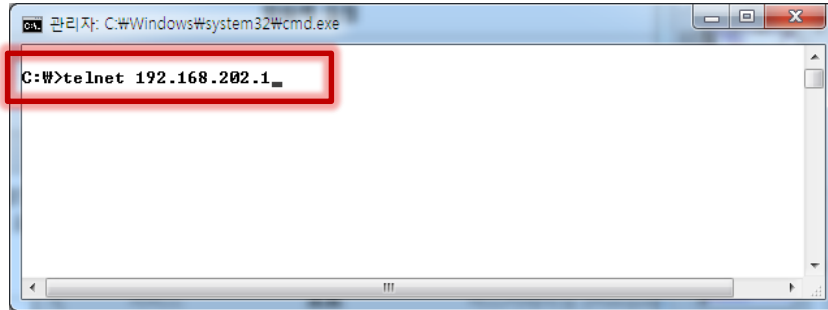 관리자: C:₩Windows₩system32₩cmd.exe
C:₩>telnet 192.168.202.1_